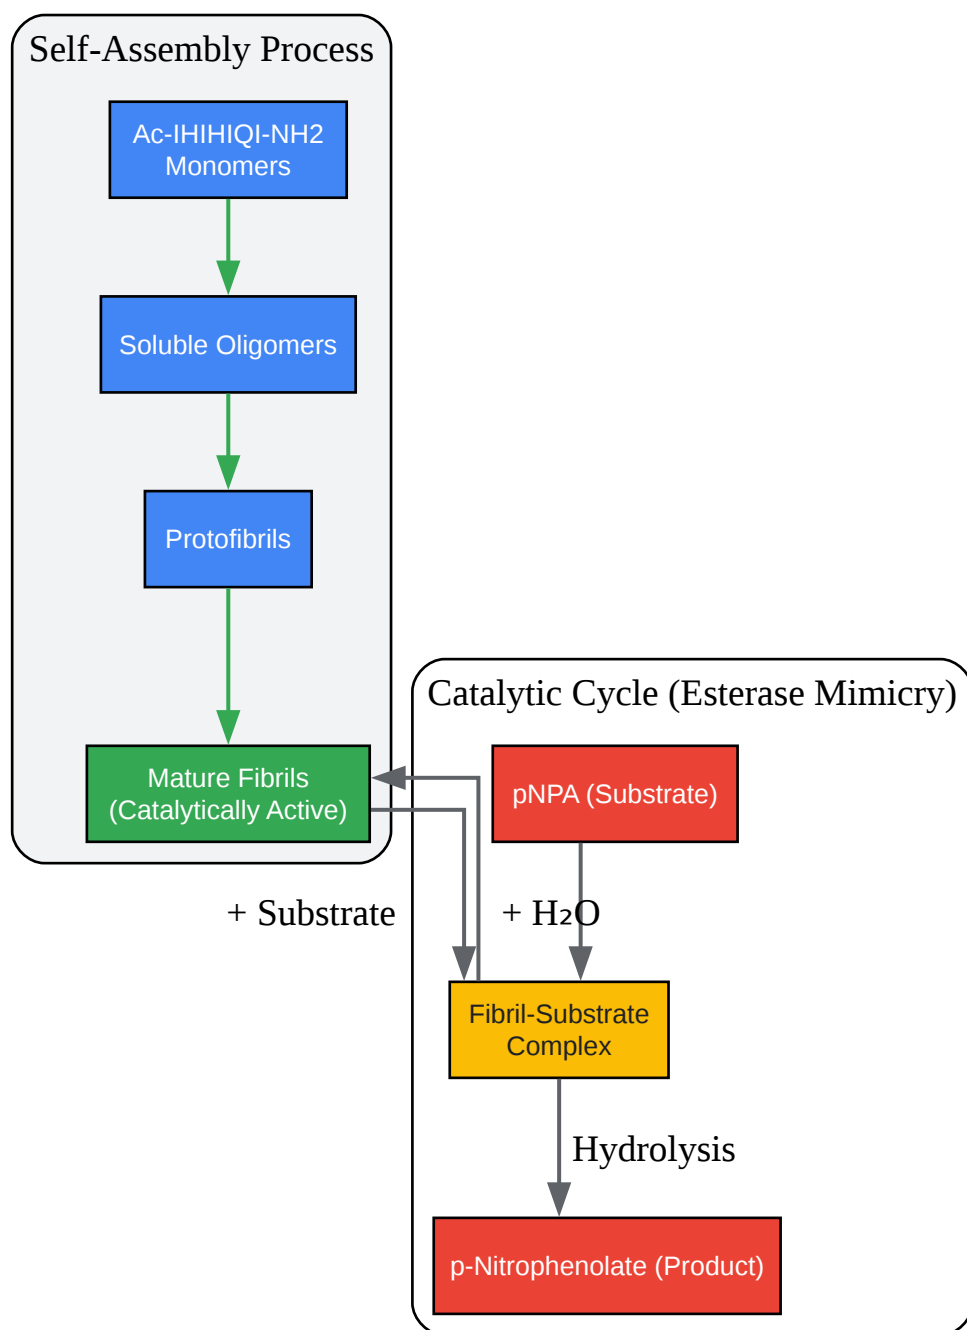 Self-Assembly Process
Ac-IHIHIQI-NH2
Monomers
Soluble Oligomers
Protofibrils
Mature Fibrils
(Catalytically Active)
Catalytic Cycle (Esterase Mimicry)
pNPA (Substrate)
+ Substrate
+ H₂O
Fibril-Substrate
Complex
Hydrolysis
p-Nitrophenolate (Product)